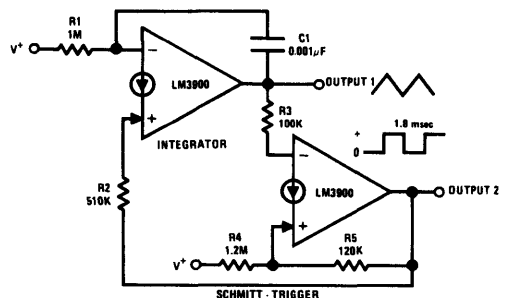 R1
1M
V+
C1
0.001μF
−
LM3900
+
INTEGRATOR
OUTPUT 1
R3
100K
1.8 msec
+
0
R2
510K
−
LM3900
+
OUTPUT 2
R4
1.2M
V+
R5
120K
SCHMITT - TRIGGER